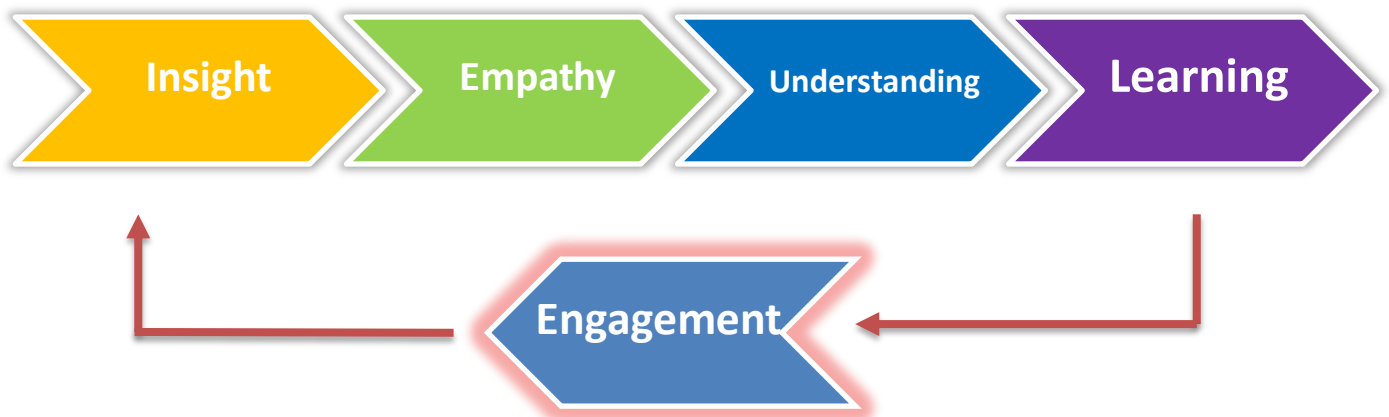 Insight
Empathy
Understanding
Learning
Engagement